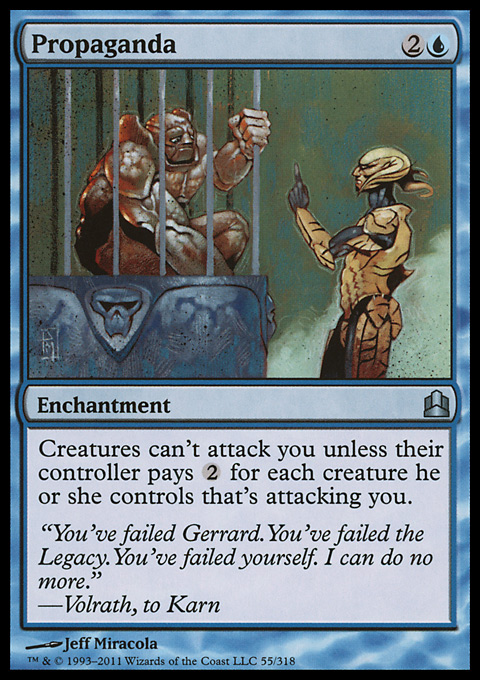 Propaganda 2
Enchantment
Creatures can't attack you unless their
controller pays 2 for each creature he
or she controls that's attacking you.
“You've failed Gerrard. You've failed the
Legacy. You've failed yourself. I can do no
more.”
—Volrath, to Karn
Jeff Miracola
™ & © 1993–2011 Wizards of the Coast LLC 55/318